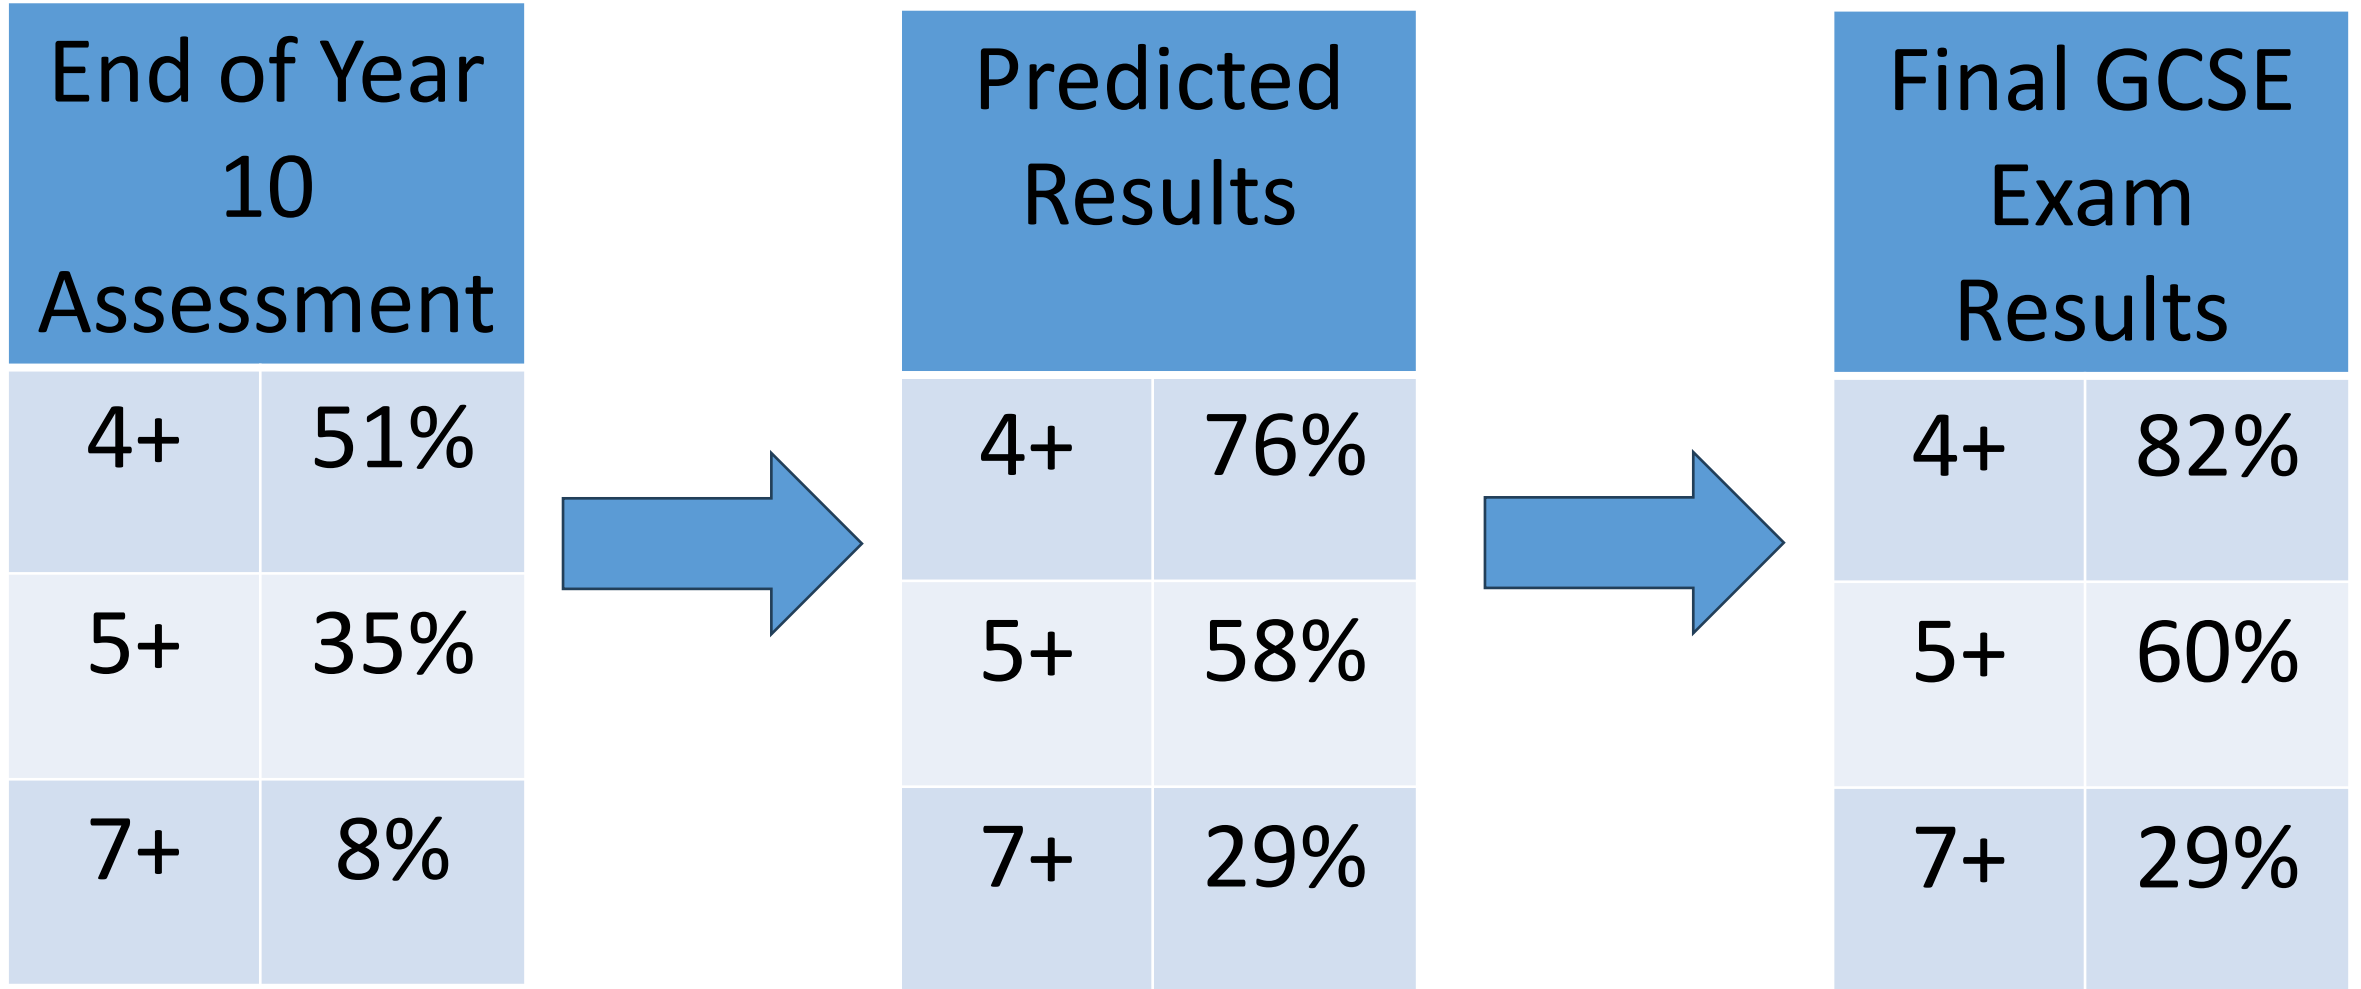 End of Year
10
Assessment
4+ 51%
5+ 35%
7+ 8%
Predicted
Results
4+ 76%
5+ 58%
7+ 29%
Final GCSE
Exam
Results
4+ 82%
5+ 60%
7+ 29%